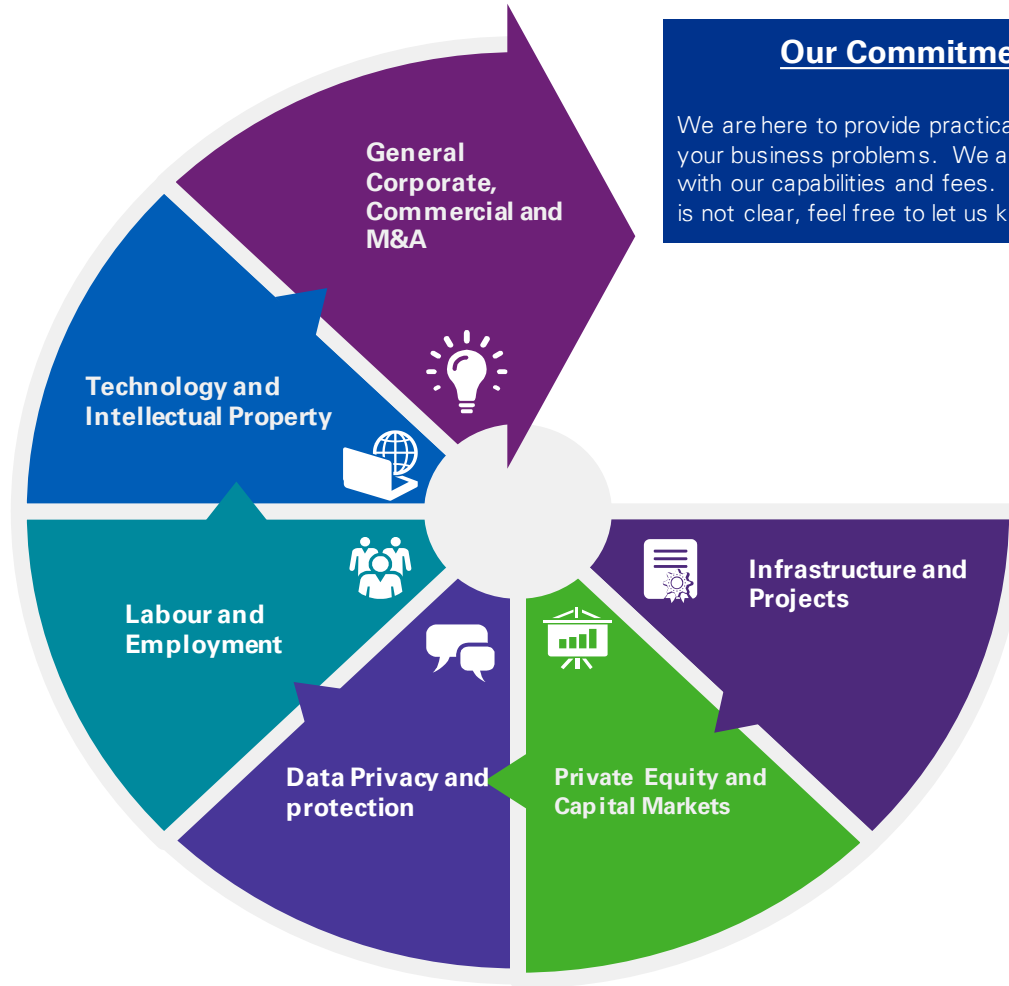 General
Corporate,
Commercial and
M&A
Our Commitme
We are here to provide practica
your business problems. We a
with our capabilities and fees.
is not clear, feel free to let us k
Technology and
Intellectual Property
Labour and
Employment
Data Privacy and
protection
Private Equity and
Capital Markets
Infrastructure and
Projects